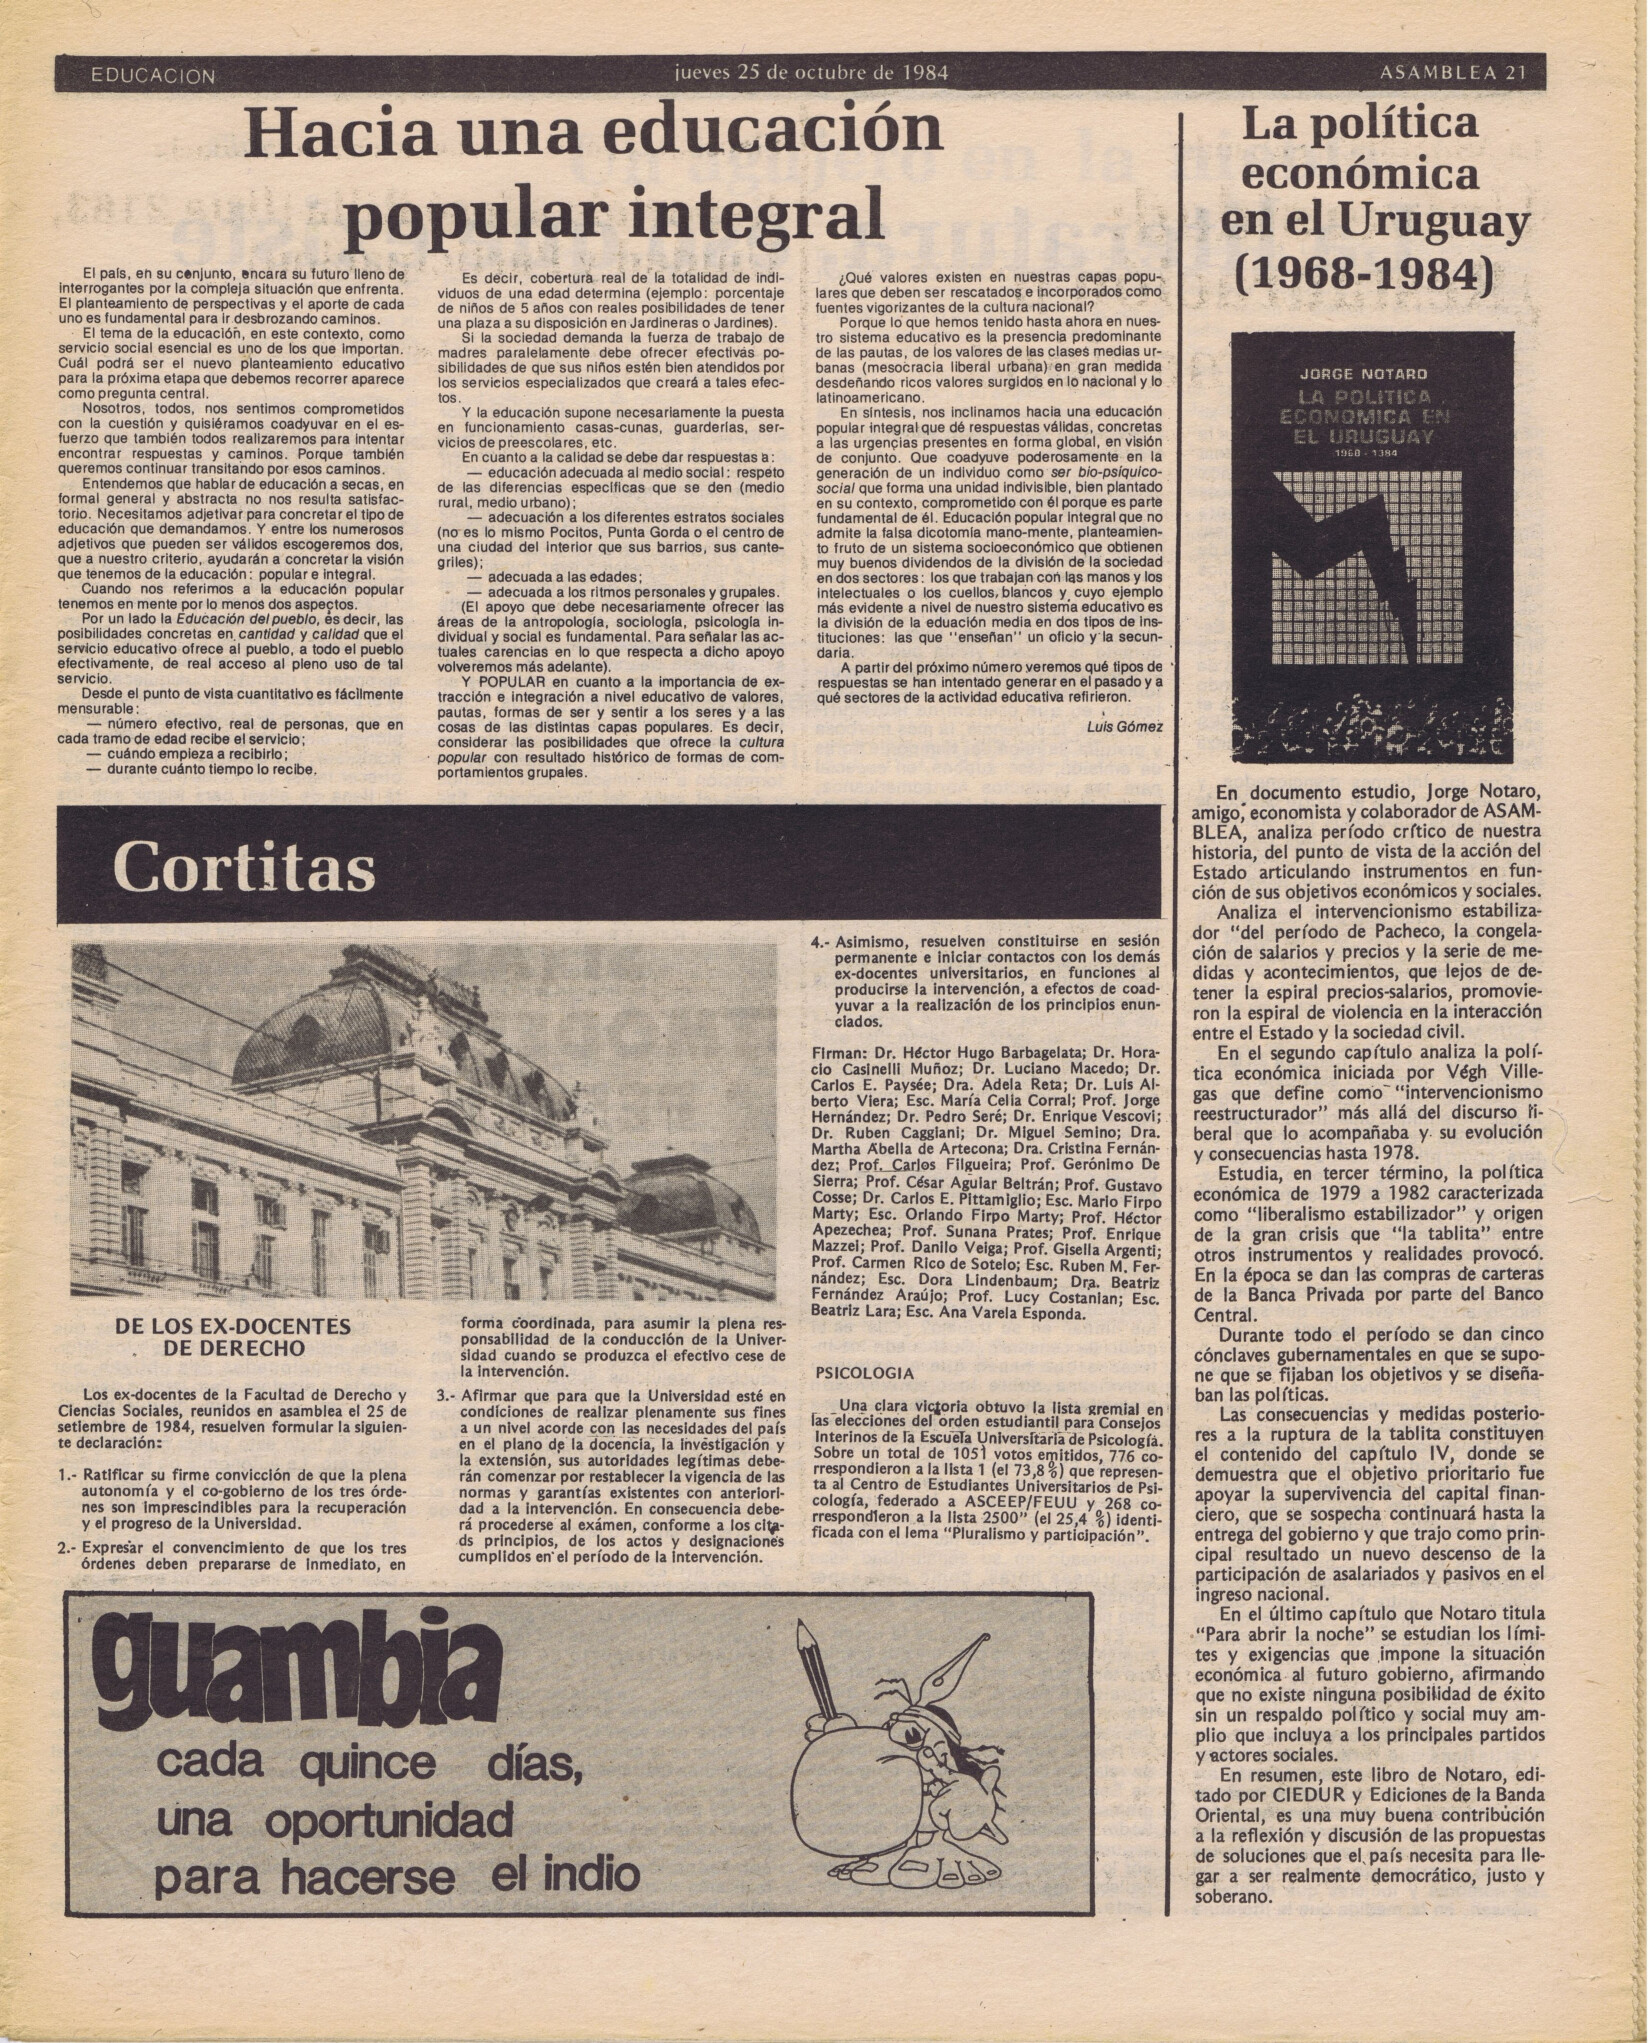 EDUCACION
jueves 25 de octubre de 1984
ASAMBLEA 21
Hacia una educación
popular integral
El país, en su conjunto, encara su futuro lleno de
interrogantes por la compleja situación que enfrenta.
El planteamiento de perspectivas y el aporte de cada
uno es fundamental para ir desbrozando caminos.
El tema de la educación, en este contexto, como
servicio social esencial es uno de los que importan.
Cuál podrá ser el nuevo planteamiento educativo
para la próxima etapa que debemos recorrer aparece
como pregunta central.
Nosotros, todos, nos sentimos comprometidos
con la cuestión y quisiéramos coadyuvar en el es-
fuerzo que también todos realizaremos para intentar
encontrar respuestas y caminos. Porque también
queremos continuar transitando por esos caminos.
Entendemos que hablar de educación a secas, en
formal general y abstracta no nos resulta satisfac-
torio. Necesitamos adjetivar para concretar el tipo de
educación que demandamos. Y entre los numerosos
adjetivos que pueden ser válidos escogeremos dos,
que a nuestro criterio, ayudarán a concretar la visión
que tenemos de la educación: popular e integral.
Cuando nos referimos a la educación popular
tenemos en mente por lo menos dos aspectos.
Por un lado la Educación del pueblo, es decir, las
posibilidades concretas en cantidad y calidad que el
servicio educativo ofrece al pueblo, a todo el pueblo
efectivamente, de real acceso al pleno uso de tal
servicio.
Desde el punto de vista cuantitativo es fácilmente
mensurable:
— número efectivo, real de personas, que en
cada tramo de edad recibe el servicio;
— cuándo empieza a recibirlo;
— durante cuánto tiempo lo recibe.
Es decir, cobertura real de la totalidad de indi-
viduos de una edad determina (ejemplo: porcentaje
de niños de 5 años con reales posibilidades de tener
una plaza a su disposición en Jardineras o Jardines).
Si la sociedad demanda la fuerza de trabajo de
madres paralelamente debe ofrecer efectivas po-
sibilidades de que sus niños estén bien atendidos por
los servicios especializados que creará a tales efec-
tos.
Y la educación supone necesariamente la puesta
en funcionamiento casas-cunas, guarderías, ser-
vicios de preescolares, etc.
En cuanto a la calidad se debe dar respuestas a:
— educación adecuada al medio social: respeto
de las diferencias específicas que se den (medio
rural, medio urbano);
— adecuación a los diferentes estratos sociales
(no es lo mismo Pocitos, Punta Gorda o el centro de
una ciudad del Interior que sus barrios, sus cante-
griles);
— adecuada a las edades;
— adecuada a los ritmos personales y grupales.
(El apoyo que debe necesariamente ofrecer las
áreas de la antropología, sociología, psicología in-
dividual y social es fundamental. Para señalar las ac-
tuales carencias en lo que respecta a dicho apoyo
volveremos más adelante).
Y POPULAR en cuanto a la importancia de ex-
tracción e integración a nivel educativo de valores,
pautas, formas de ser y sentir a los seres y a las
cosas de las distintas capas populares. Es decir,
considerar las posibilidades que ofrece la cultura
popular con resultado histórico de formas de com-
portamientos grupales.
¿Qué valores existen en nuestras capas popu-
lares que deben ser rescatados e incorporados como
fuentes vigorizantes de la cultura nacional?
Porque lo que hemos tenido hasta ahora en nues-
tro sistema educativo es la presencia predominante
de las pautas, de los valores de las clases medias ur-
banas (mesocracia liberal urbana) en gran medida
desdeñando ricos valores surgidos en lo nacional y lo
latinoamericano.
En síntesis, nos inclinamos hacia una educación
popular integral que dé respuestas válidas, concretas
a las urgencias presentes en forma global, en visión
de conjunto. Que coadyuve poderosamente en la
generación de un individuo como ser bio-psíquico-
social que forma una unidad indivisible, bien plantado
en su contexto, comprometido con él porque es parte
fundamental de él. Educación popular integral que no
admite la falsa dicotomía mano-mente, planteamien-
to fruto de un sistema socioeconómico que obtienen
muy buenos dividendos de la división de la sociedad
en dos sectores: los que trabajan con las manos y los
intelectuales o los cuellos blancos y cuyo ejemplo
más evidente a nivel de nuestro sistema educativo es
la división de la eduación media en dos tipos de ins-
tituciones: las que "enseñan" un oficio y la secun-
daria.
A partir del próximo número veremos qué tipos de
respuestas se han intentado generar en el pasado y a
qué sectores de la actividad educativa refirieron.
Luis Gómez
Cortitas
DE LOS EX-DOCENTES
DE DERECHO
Los ex-docentes de la Facultad de Derecho y
Ciencias Sociales, reunidos en asamblea el 25 de
setiembre de 1984, resuelven formular la siguien-
te declaración:
1.- Ratificar su firme convicción de que la plena
autonomía y el co-gobierno de los tres órde-
nes son imprescindibles para la recuperación
y el progreso de la Universidad.
2.- Expresar el convencimiento de que los tres
órdenes deben prepararse de inmediato, en
forma coordinada, para asumir la plena res-
ponsabilidad de la conducción de la Univer-
sidad cuando se produzca el efectivo cese de
la intervención.
3.- Afirmar que para que la Universidad esté en
condiciones de realizar plenamente sus fines
a un nivel acorde con las necesidades del país
en el plano de la docencia, la investigación y
la extensión, sus autoridades legítimas debe-
rán comenzar por restablecer la vigencia de las
normas y garantías existentes con anteriori-
dad a la intervención. En consecuencia debe-
rá procederse al exámen, conforme a los cita-
ds principios, de los actos y designaciones
cumplidos en el período de la intervención.
4.- Asimismo, resuelven constituirse en sesión
permanente e iniciar contactos con los demás
ex-docentes universitarios, en funciones al
producirse la intervención, a efectos de coad-
yuvar a la realización de los principios enun-
ciados.
Firman: Dr. Héctor Hugo Barbagelata; Dr. Hora-
cio Casinelli Muñoz; Dr. Luciano Macedo; Dr.
Carlos E. Paysée; Dra. Adela Reta; Dr. Luis Al-
berto Viera; Esc. María Celia Corral; Prof. Jorge
Hernández; Dr. Pedro Seré; Dr. Enrique Vescovi;
Dr. Ruben Caggiani; Dr. Miguel Semino; Dra.
Martha Abella de Artecona; Dra. Cristina Fernán-
dez; Prof. Carlos Filgueira; Prof. Gerónimo De
Sierra; Prof. César Aguiar Beltrán; Prof. Gustavo
Cosse; Dr. Carlos E. Pittamiglio; Esc. Mario Firpo
Marty; Esc. Orlando Firpo Marty; Prof. Héctor
Apezechea; Prof. Sunana Prates; Prof. Enrique
Mazzei; Prof. Danilo Veiga; Prof. Gisella Argenti;
Prof. Carmen Rico de Sotelo; Esc. Ruben M. Fer-
nández; Esc. Dora Lindenbaum; Dra. Beatriz
Fernández Araújo; Prof. Lucy Costanian; Esc.
Beatriz Lara; Esc. Ana Varela Esponda.
PSICOLOGIA
Una clara victoria obtuvo la lista gremial en
las elecciones del orden estudiantil para Consejos
Interinos de la Escuela Universitaria de Psicología.
Sobre un total de 1051 votos emitidos, 776 co-
rrespondieron a la lista 1 (el 73,8%) que represen-
ta al Centro de Estudiantes Universitarios de Psi-
cología, federado a ASCEEP/FEUU y 268 co-
rrespondieron a la lista 2500" (el 25,4 %) identi-
ficada con el lema "Pluralismo y participación".
guambia
cada quince días,
una oportunidad
para hacerse el indio
La política
económica
en el Uruguay
(1968-1984)
JORGE NOTARO
LA POLITICA
ECONOMICA EN
EL URUGUAY
1968 - 1984
En documento estudio, Jorge Notaro,
amigo, economista y colaborador de ASAM-
BLEA, analiza período crítico de nuestra
historia, del punto de vista de la acción del
Estado articulando instrumentos en fun-
ción de sus objetivos económicos y sociales.
Analiza el intervencionismo estabiliza-
dor "del período de Pacheco, la congela-
ción de salarios y precios y la serie de me-
didas y acontecimientos, que lejos de de-
tener la espiral precios-salarios, promovie-
ron la espiral de violencia en la interacción
entre el Estado y la sociedad civil.
En el segundo capítulo analiza la polí-
tica económica iniciada por Végh Ville-
gas que define como "intervencionismo
reestructurador" más allá del discurso li-
beral que lo acompañaba y su evolución
y consecuencias hasta 1978.
Estudia, en tercer término, la política
económica de 1979 a 1982 caracterizada
como "liberalismo estabilizador" y origen
de la gran crisis que "la tablita" entre
otros instrumentos y realidades provocó.
En la época se dan las compras de carteras
de la Banca Privada por parte del Banco
Central.
Durante todo el período se dan cinco
cónclaves gubernamentales en que se supo-
ne que se fijaban los objetivos y se diseña-
ban las políticas.
Las consecuencias y medidas posterio-
res a la ruptura de la tablita constituyen
el contenido del capítulo IV, donde se
demuestra que el objetivo prioritario fue
apoyar la supervivencia del capital finan-
ciero, que se sospecha continuará hasta la
entrega del gobierno y que trajo como prin-
cipal resultado un nuevo descenso de la
participación de asalariados y pasivos en el
ingreso nacional.
En el último capítulo que Notaro titula
"Para abrir la noche" se estudian los lími-
tes y exigencias que impone la situación
económica al futuro gobierno, afirmando
que no existe ninguna posibilidad de éxito
sin un respaldo político y social muy am-
plio que incluya a los principales partidos
y actores sociales.
En resumen, este libro de Notaro, edi-
tado por CIEDUR y Ediciones de la Banda
Oriental, es una muy buena contribución
a la reflexión y discusión de las propuestas
de soluciones que el país necesita para lle-
gar a ser realmente democrático, justo y
soberano.